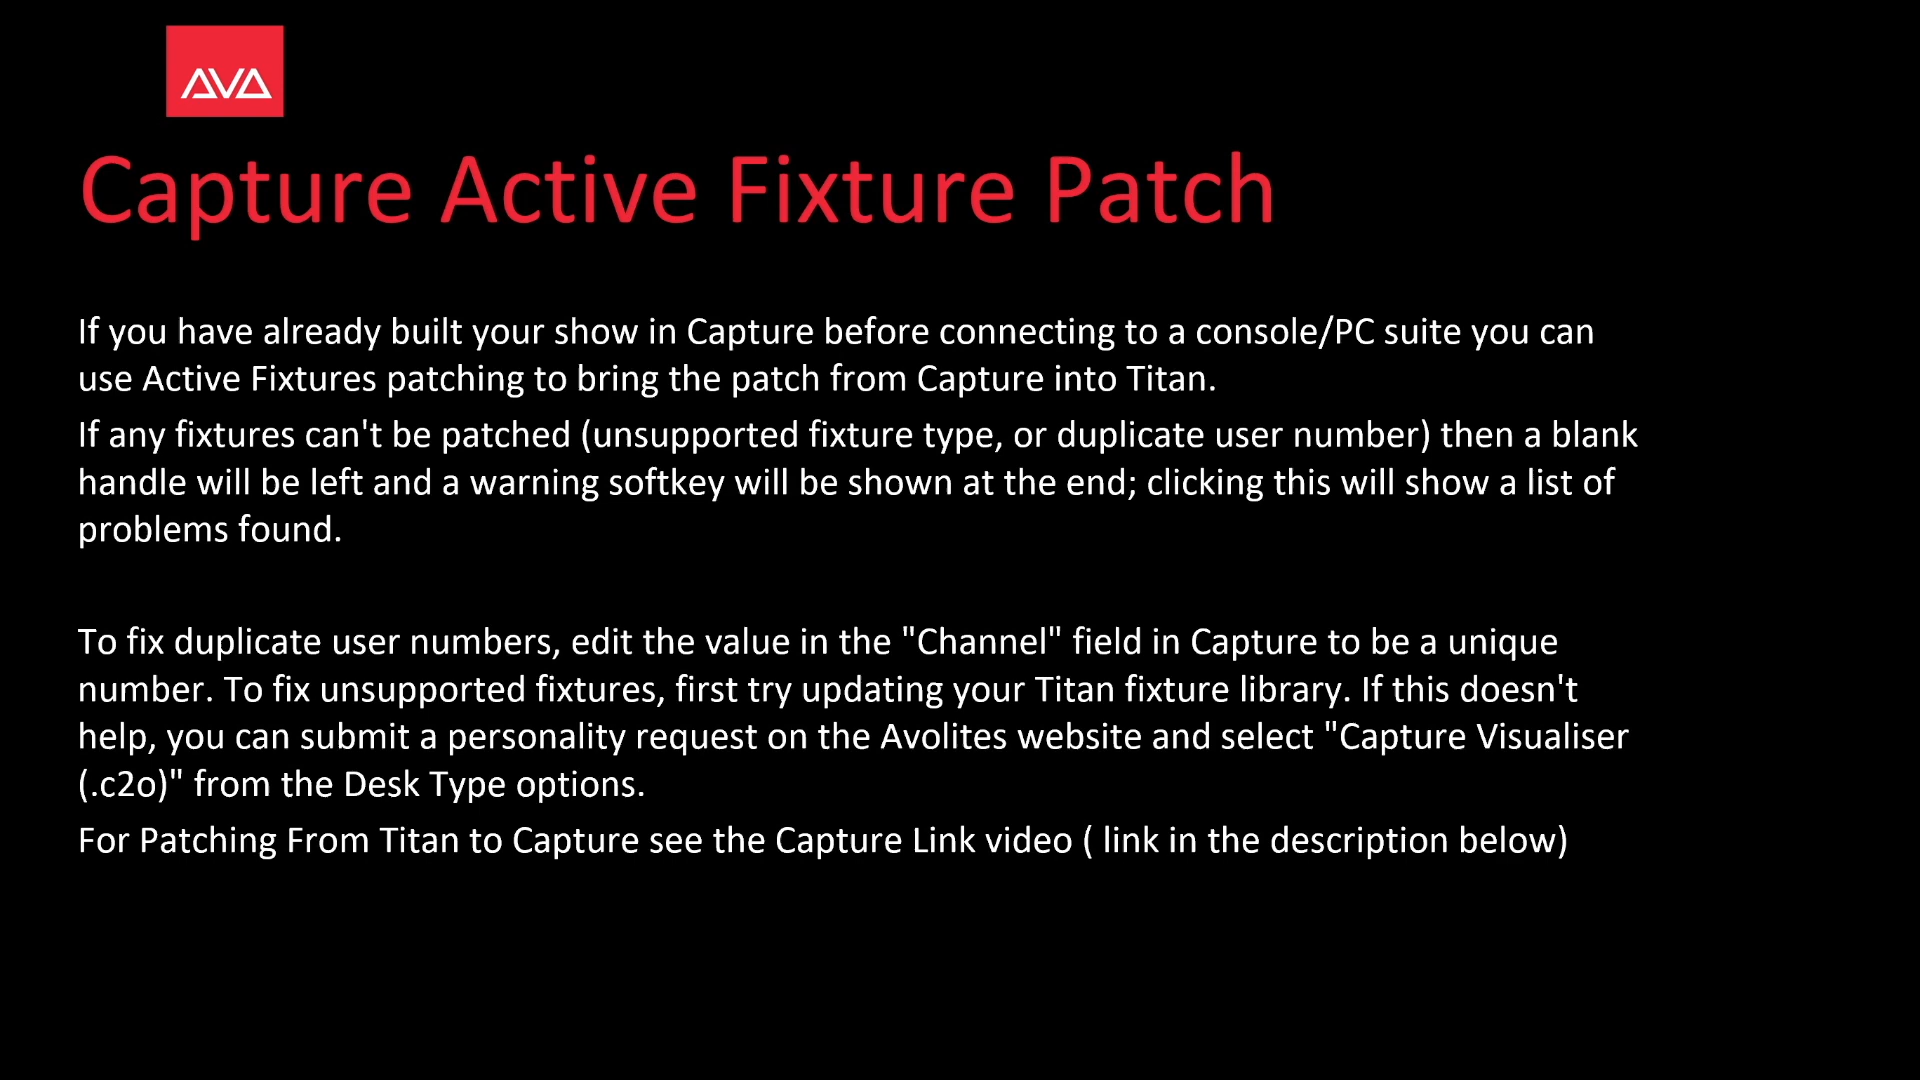 AVA
Capture Active Fixture Patch
If you have already built your show in Capture before connecting to a console/PC suite you can
use Active Fixtures patching to bring the patch from Capture into Titan.
If any fixtures can't be patched (unsupported fixture type, or duplicate user number) then a blank
handle will be left and a warning softkey will be shown at the end; clicking this will show a list of
problems found.
To fix duplicate user numbers, edit the value in the "Channel" field in Capture to be a unique
number. To fix unsupported fixtures, first try updating your Titan fixture library. If this doesn't
help, you can submit a personality request on the Avolites website and select "Capture Visualiser
(.c2o)" from the Desk Type options.
For Patching From Titan to Capture see the Capture Link video ( link in the description below)